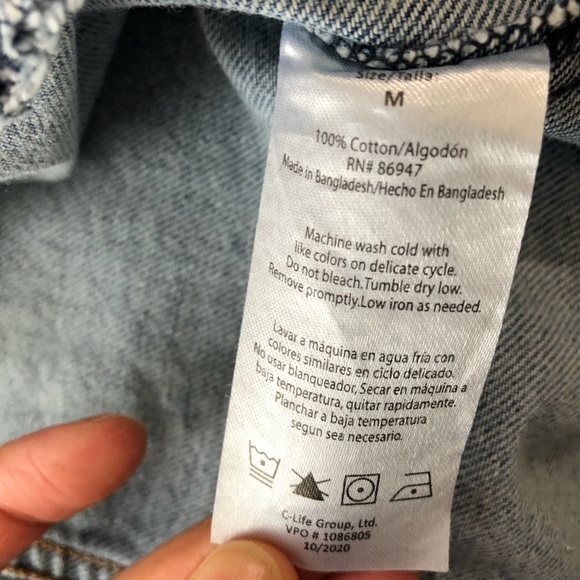 Size/Talla:
M
100% Cotton/Algodón
RN# 86947
Made in Bangladesh/Hecho En Bangladesh
Machine wash cold with
like colors on delicate cycle.
Do not bleach.Tumble dry low.
Remove promptly.Low iron as needed.
Lavar a máquina en agua fría con
colores similares en ciclo delicado.
No usar blanqueador, Secar en máquina a
baja temperatura, quitar rapidamente.
Planchar a baja temperatura
segun sea necesario.
C-Life Group, Ltd.
VPO # 1086805
10/2020